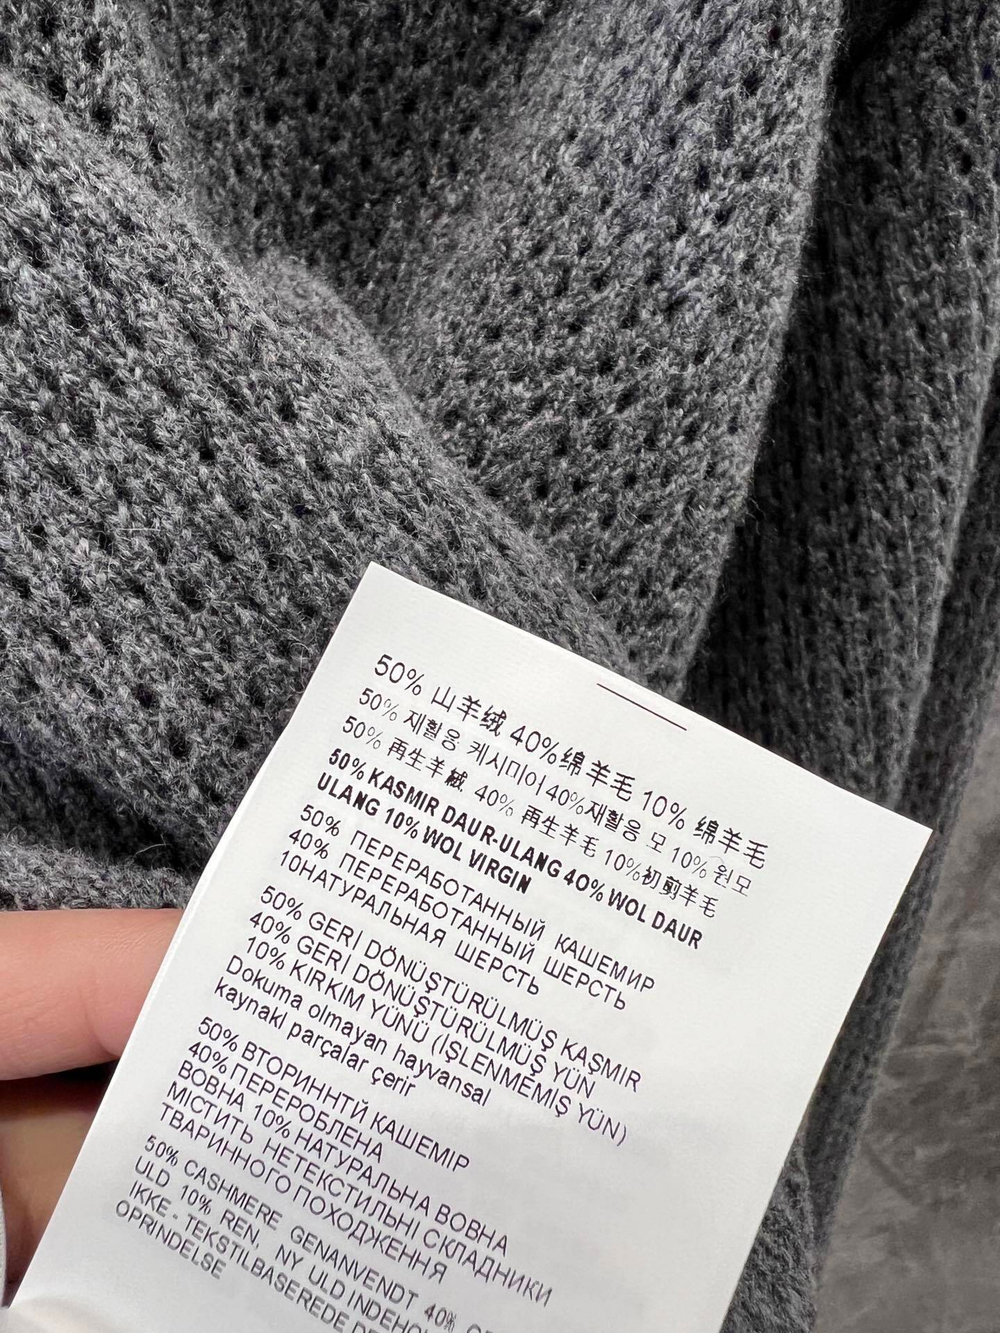 50% 山羊绒 40%绵羊毛 10% 绵羊毛
50% 재활용 케시미어 40%재활용 모 10% 원모
50% 再生羊絨, 40% 再生羊毛 10%初剪羊毛
50% KASMIR DAUR-ULANG 40% WOL DAUR
ULANG 10% WOL VIRGIN
50% ПЕРЕРАБОТАННЫЙ КАШЕМИР
40% ПЕРЕРАБОТАННЫЙ ШЕРСТЬ
10НАТУРАЛЬНАЯ ШЕРСТЬ
50% GERİ DÖNÜŞTÜRÜLMÜŞ KAŞMIR
40% GERİ DÖNÜŞTÜRÜLMÜŞ YÜN
10% KIRKIM YÜNÜ (İŞLENMEMİŞ YÜN)
Dokuma olmayan hayvansal
kaynakl parçalar çerir
50% ВТОРИННТЙ КАШЕМІР
40% ПЕРЕРОБЛЕНА
ВОВНА 10% НАТУРАЛЬНА ВОВНА
МІСТИТЬ НЕТЕКСТИЛЬНІ СКЛАДНИКИ
ТВАРИННОГО ПОХОДЖЕННЯ
50% CASHMERE GENANVENDT 40%
ULD 10% REN, NY ULD INDEHO
IKKE - TEKSTILBASEREDE
OPRINDELSE